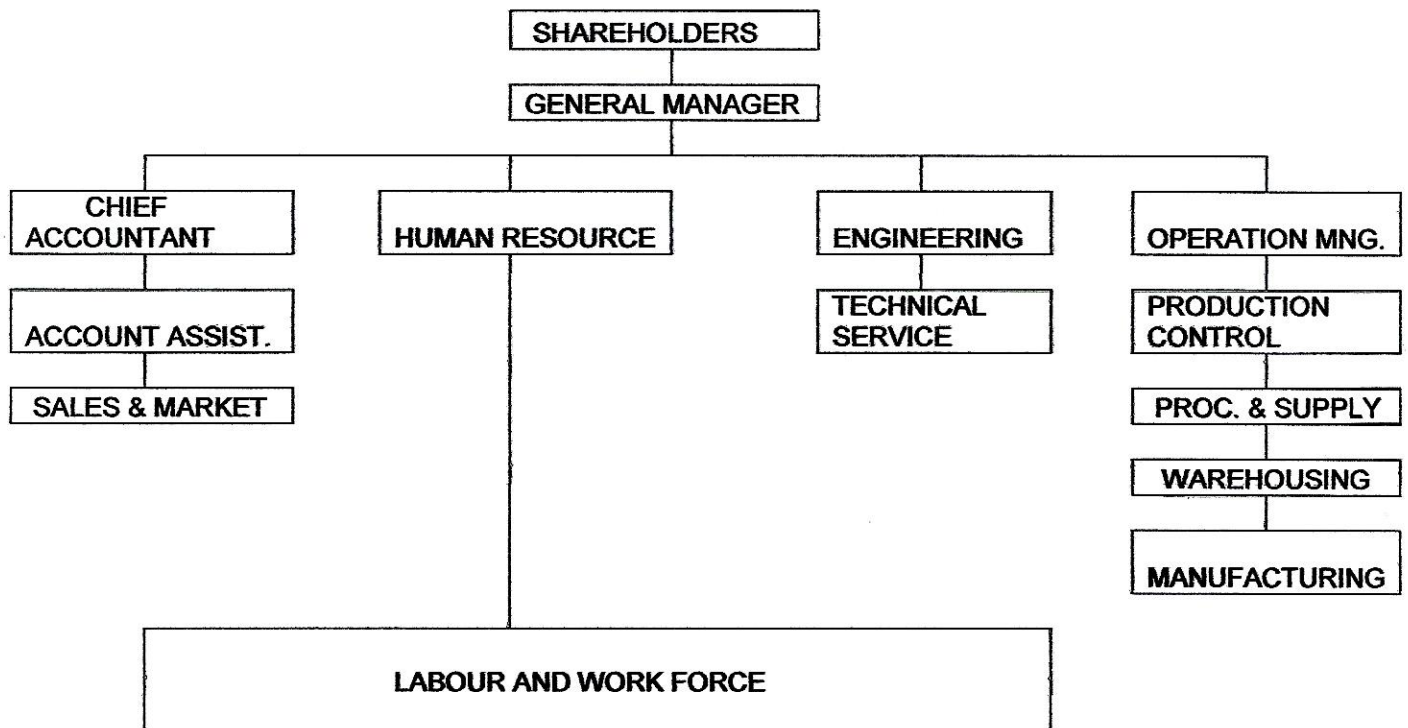 SHAREHOLDERS
GENERAL MANAGER
CHIEF
ACCOUNTANT
HUMAN RESOURCE
ENGINEERING
OPERATION MNG.
ACCOUNT ASSIST.
TECHNICAL
SERVICE
PRODUCTION
CONTROL
SALES & MARKET
PROC. & SUPPLY
WAREHOUSING
MANUFACTURING
LABOUR AND WORK FORCE